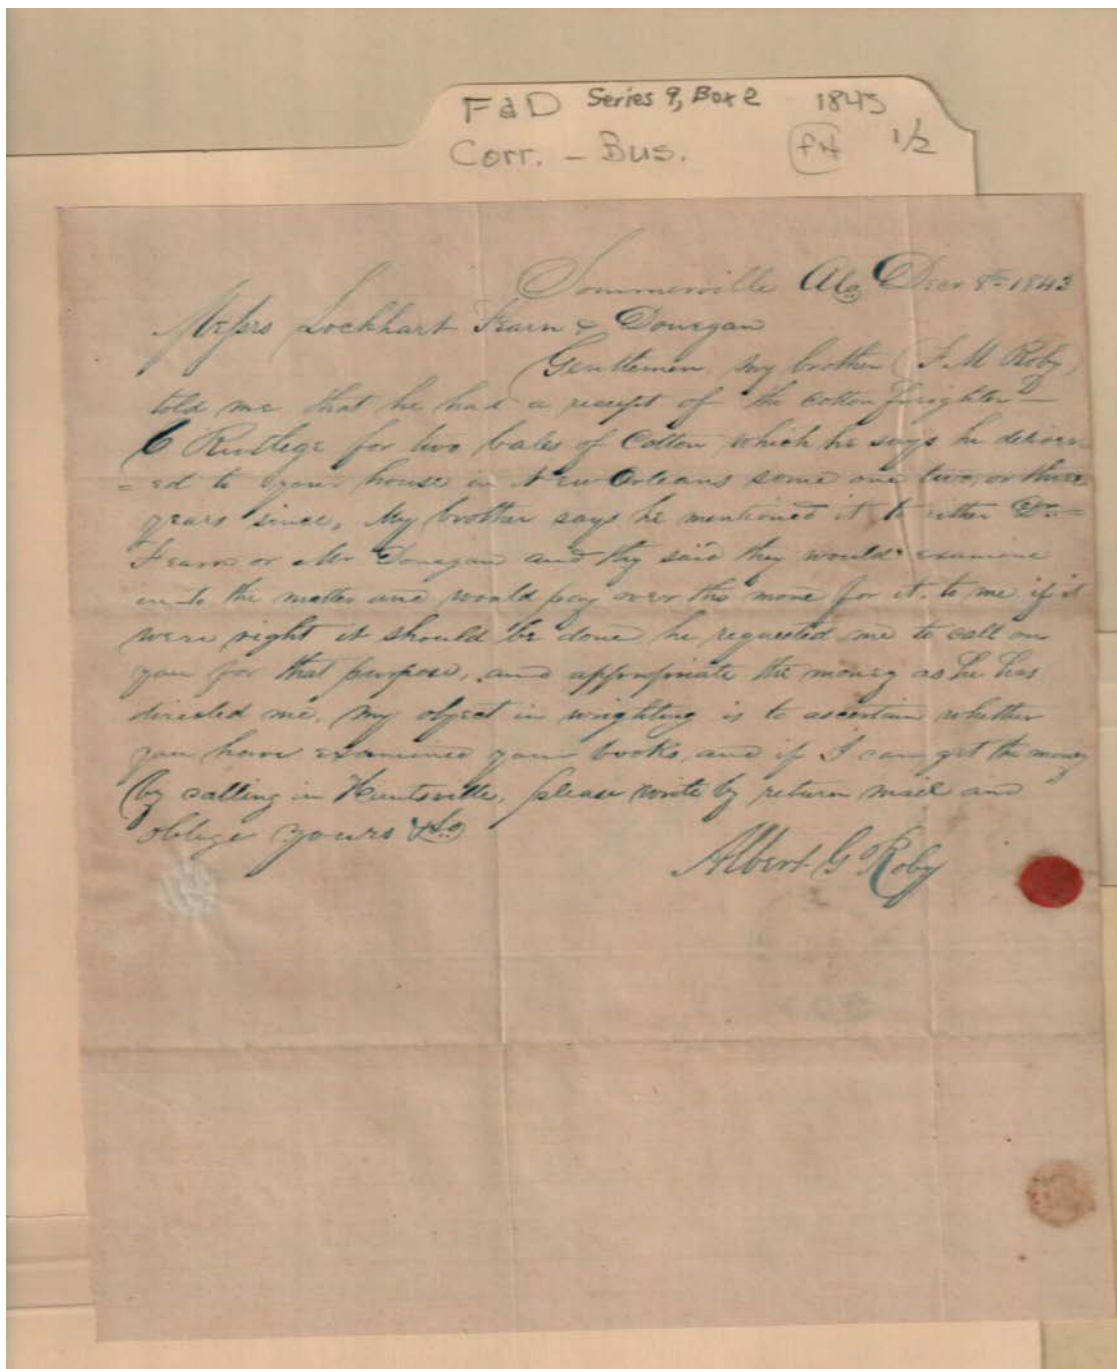 F & D Series 9, Box 2 1843
Corr. - Bus. FH 1/2
Sommerville Ala Decr 8th 1843
Messrs Lockhart Fearn & Donegan
Gentlemen, my brother (F. M Roby)
told me that he had a receipt of the cotton freighter
C Rutlege for two bales of Cotton which he says he deliver
= ed to your house in New Orleans some one two, or three
years since, My brother says he mentioned it to either Dr =
Fearn or Mr Donegan and thy said they would examine
in to the matter and would pay over the mone for it. to me if it
were right it should be done, he requested me to call on
you for that purpose, and appropriate the money as he has
directed me, my object in wrighting is to ascertain whether
you have examined your books, and if I can get the money
by calling in Huntsville, please write by return mail and
oblige yours &c
Albert G Roby